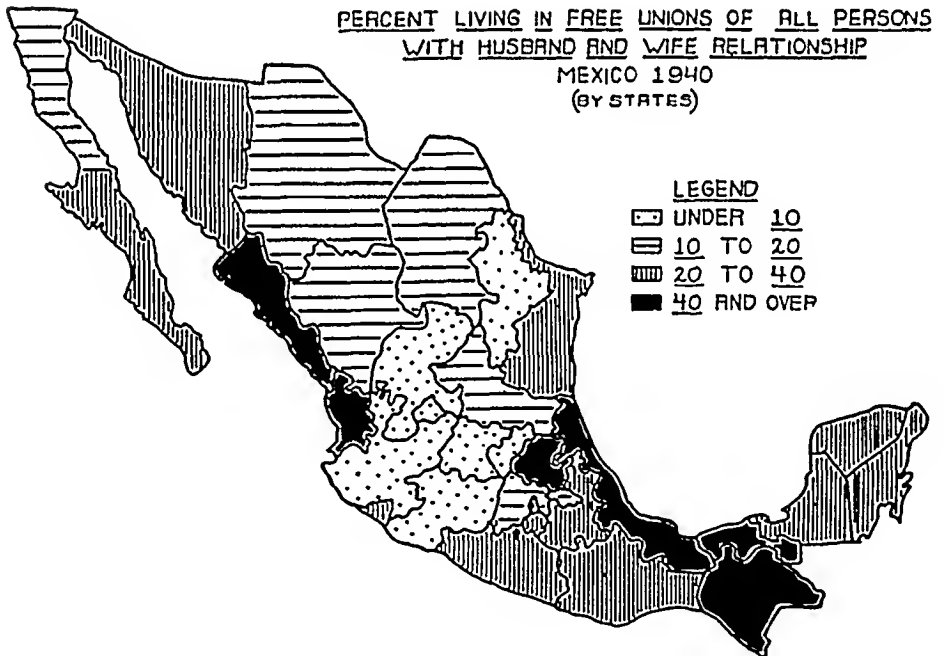 PERCENT LIVING IN FREE UNIONS OF ALL PERSONS
WITH HUSBAND AND WIFE RELATIONSHIP
MEXICO 1940
(BY STATES)
LEGEND
UNDER 10
10 TO 20
20 TO 40
40 AND OVER